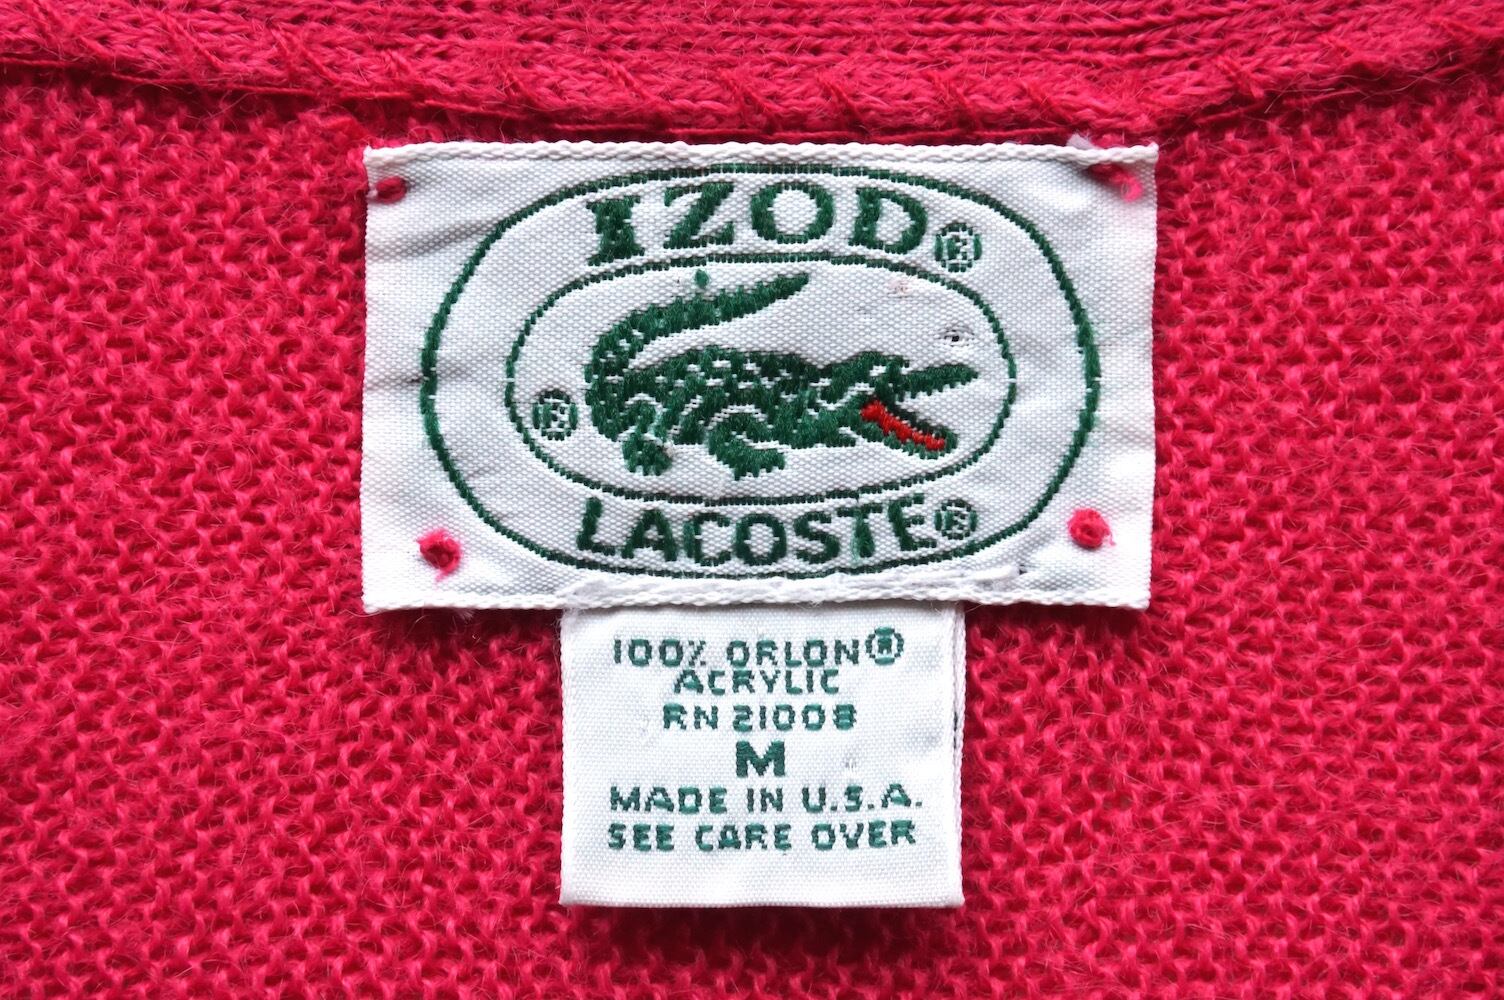 IZOD®
®
LACOSTE®
100% ORLON®
ACRYLIC
RN 21008
M
MADE IN U.S.A.
SEE CARE OVER